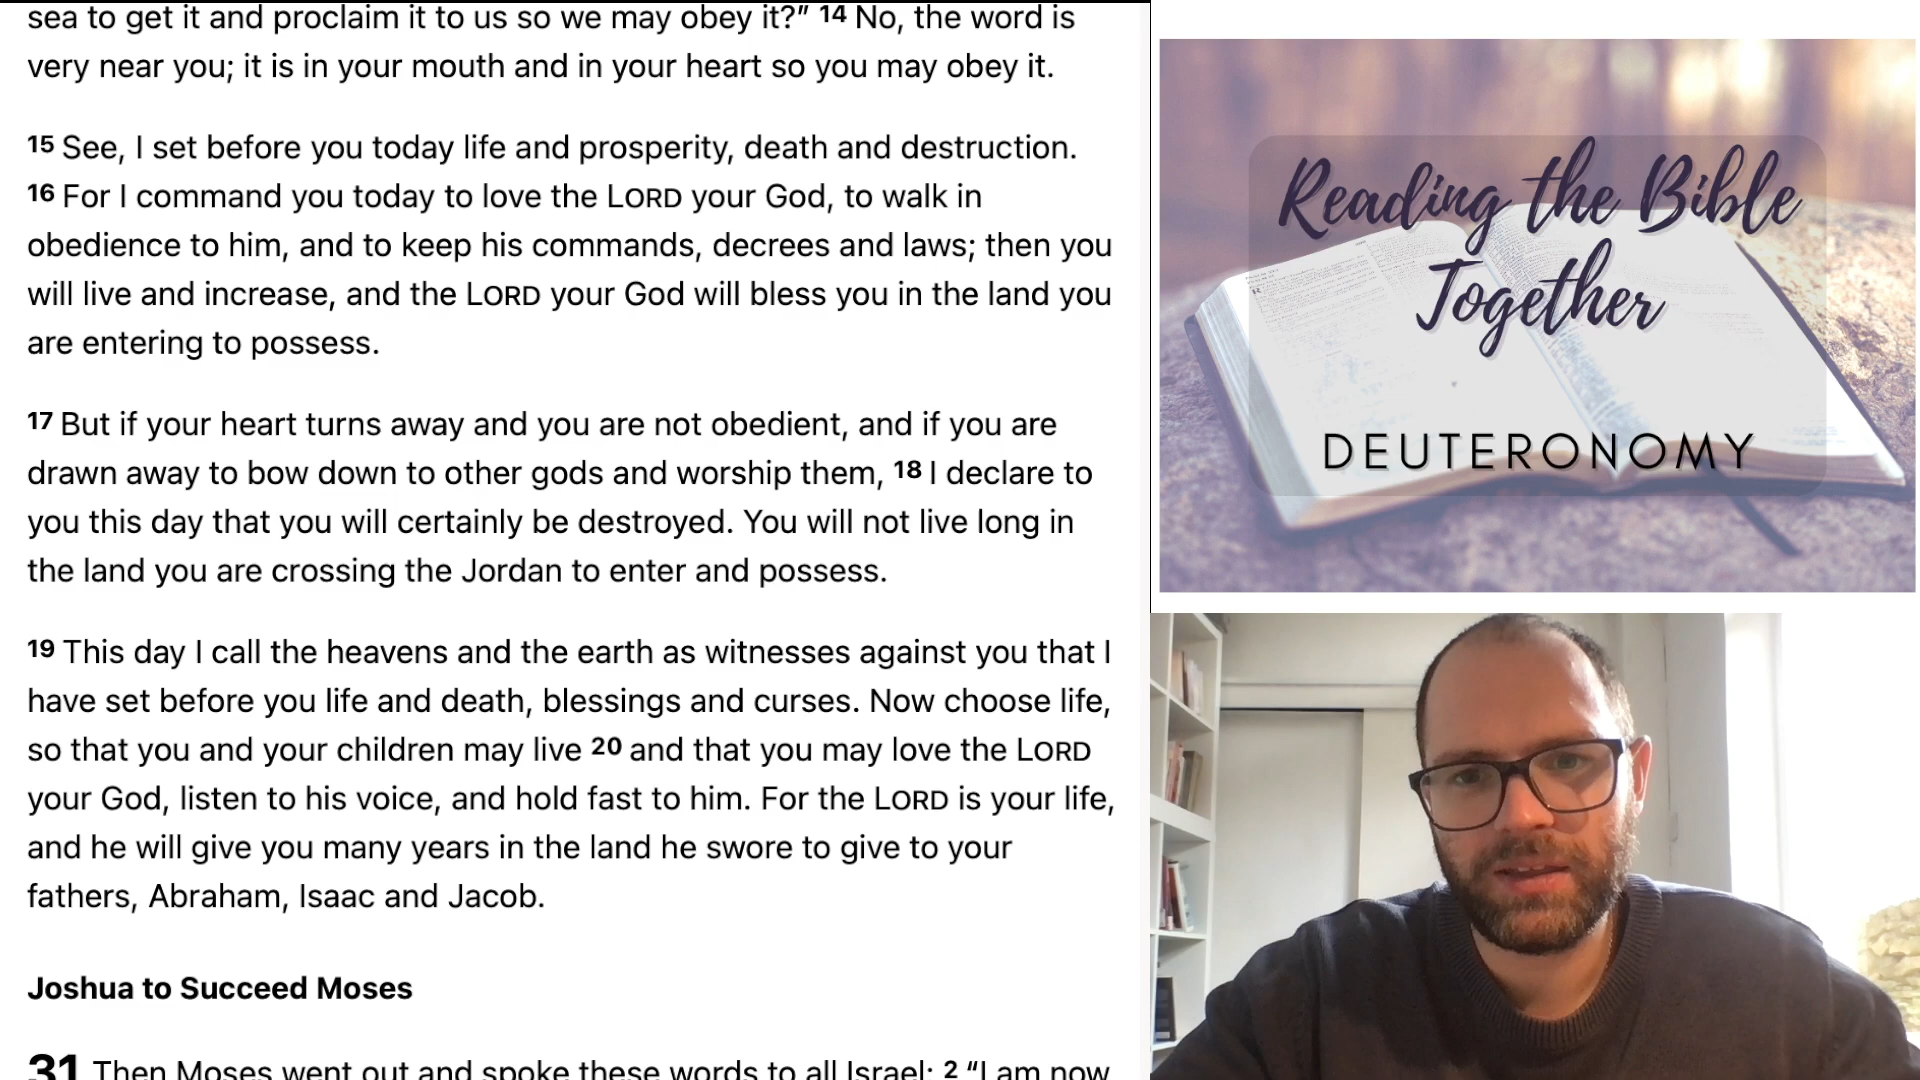 sea to get it and proclaim it to us so we may obey it?” 14 No, the word is
very near you; it is in your mouth and in your heart so you may obey it.
15 See, I set before you today life and prosperity, death and destruction.
16 For I command you today to love the LORD your God, to walk in
obedience to him, and to keep his commands, decrees and laws; then you
will live and increase, and the LORD your God will bless you in the land you
are entering to possess.
17 But if your heart turns away and you are not obedient, and if you are
drawn away to bow down to other gods and worship them, 18 I declare to
you this day that you will certainly be destroyed. You will not live long in
the land you are crossing the Jordan to enter and possess.
19 This day I call the heavens and the earth as witnesses against you that I
have set before you life and death, blessings and curses. Now choose life,
so that you and your children may live 20 and that you may love the LORD
your God, listen to his voice, and hold fast to him. For the LORD is your life,
and he will give you many years in the land he swore to give to your
fathers, Abraham, Isaac and Jacob.
Joshua to Succeed Moses
31 Then Moses went out and spoke these words to all Israel: 2 “I am now
Reading the Bible
Together
DEUTERONOMY